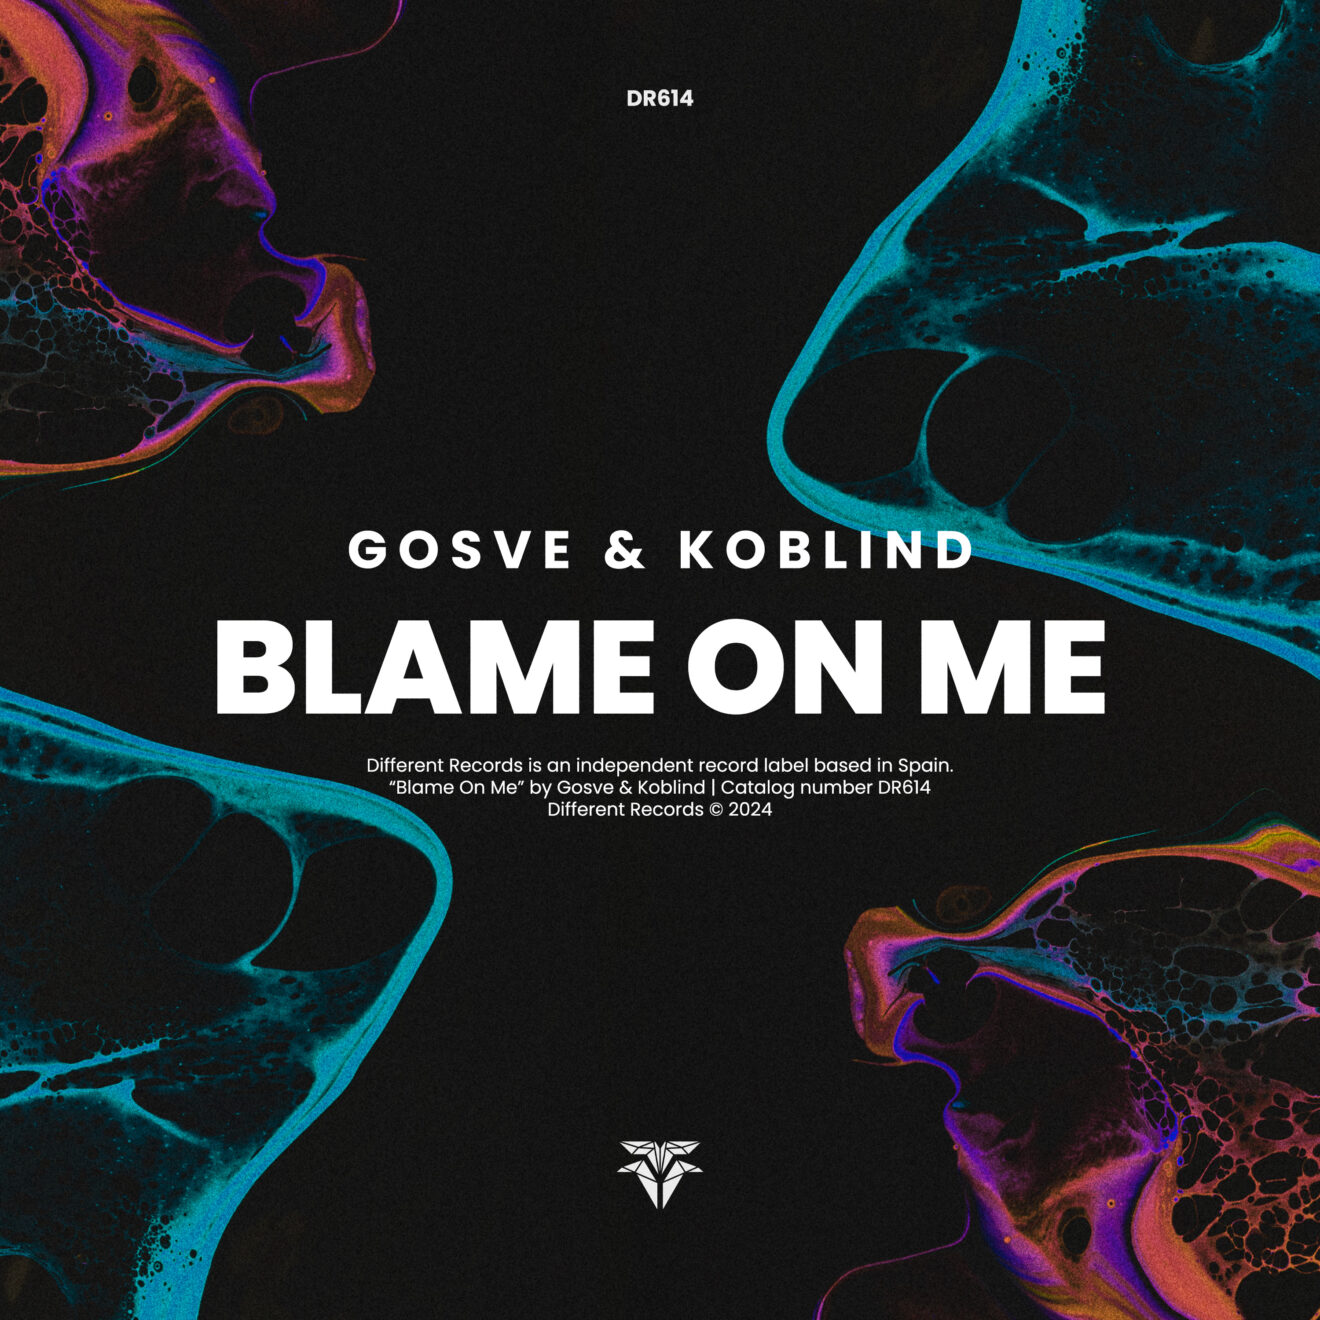 DR614
GOSVE & KOBLIND
BLAME ON ME
Different Records is an independent record label based in Spain.
“Blame On Me” by Gosve & Koblind | Catalog number DR614
Different Records © 2024